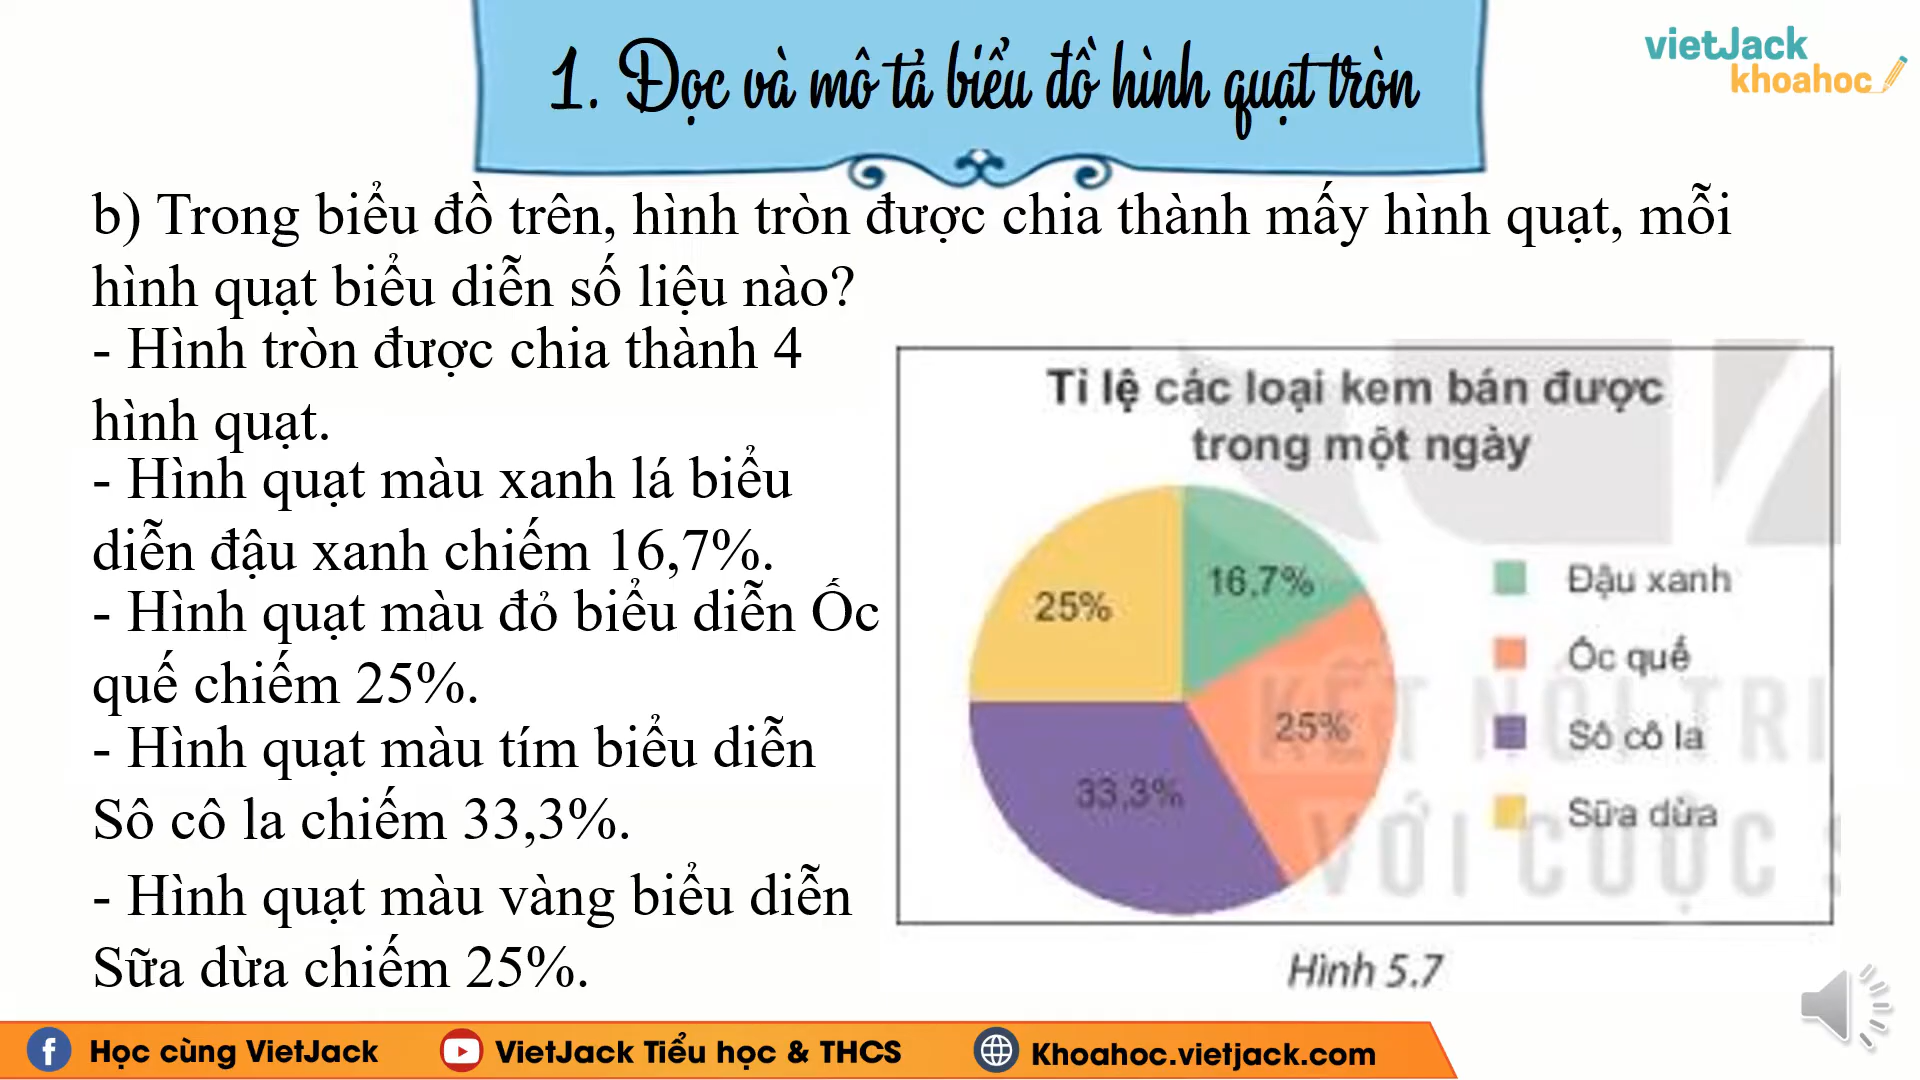 1. Đọc và mô tả biểu đồ hình quạt tròn
vietJack
khoahoc
b) Trong biểu đồ trên, hình tròn được chia thành mấy hình quạt, mỗi
hình quạt biểu diễn số liệu nào?
- Hình tròn được chia thành 4
hình quạt.
- Hình quạt màu xanh lá biểu
diễn đậu xanh chiếm 16,7%.
- Hình quạt màu đỏ biểu diễn Ốc
quế chiếm 25%.
- Hình quạt màu tím biểu diễn
Sô cô la chiếm 33,3%.
- Hình quạt màu vàng biểu diễn
Sữa dừa chiếm 25%.
Tỉ lệ các loại kem bán được
trong một ngày
16,7%
25%
25%
33,3%
Đậu xanh
Ốc quế
Sô cô la
Sữa dừa
KẾT NỐI TRI
VỚI CUỘC S
Hình 5.7
Học cùng VietJack
VietJack Tiểu học & THCS
Khoahoc.vietjack.com